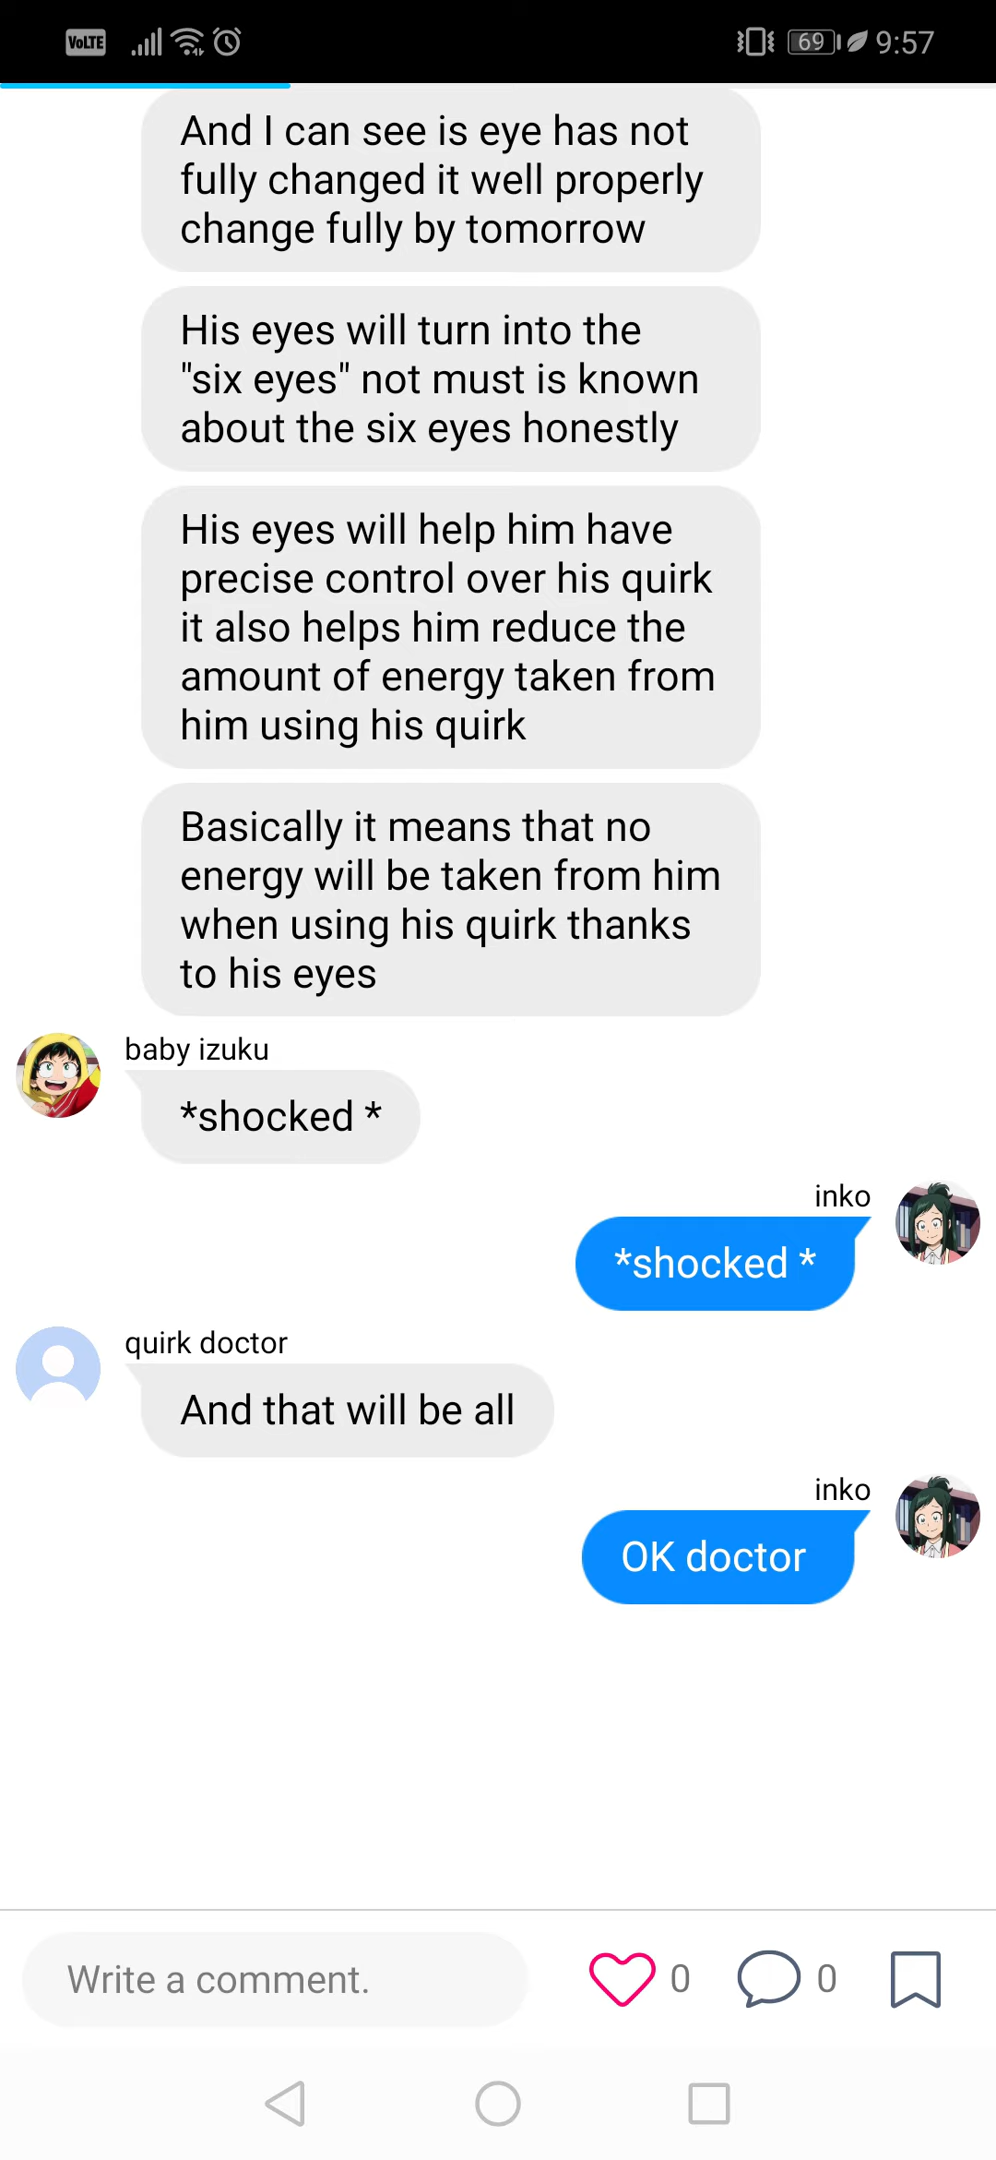 VoLTE 69 9:57
And I can see is eye has not
fully changed it well properly
change fully by tomorrow
His eyes will turn into the
"six eyes" not must is known
about the six eyes honestly
His eyes will help him have
precise control over his quirk
it also helps him reduce the
amount of energy taken from
him using his quirk
Basically it means that no
energy will be taken from him
when using his quirk thanks
to his eyes
baby izuku
*shocked *
inko
*shocked *
quirk doctor
And that will be all
inko
OK doctor
Write a comment. 0 0